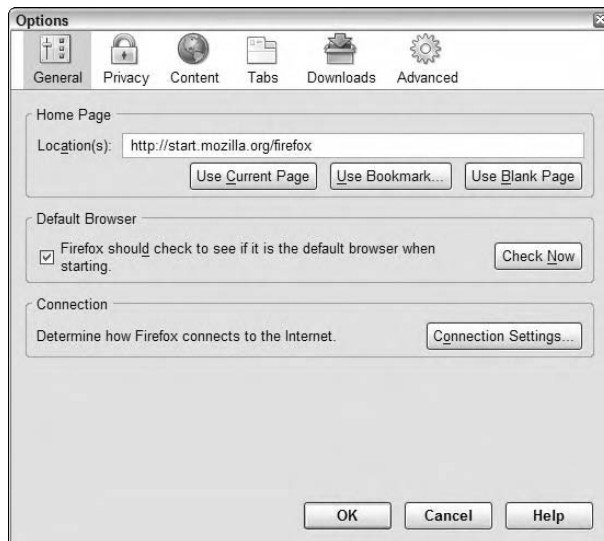 Options
General Privacy Content Tabs Downloads Advanced
Home Page
Location(s): http://start.mozilla.org/firefox
Use Current Page Use Bookmark... Use Blank Page
Default Browser
Firefox should check to see if it is the default browser when
starting.
Check Now
Connection
Determine how Firefox connects to the Internet. Connection Settings...
OK Cancel Help